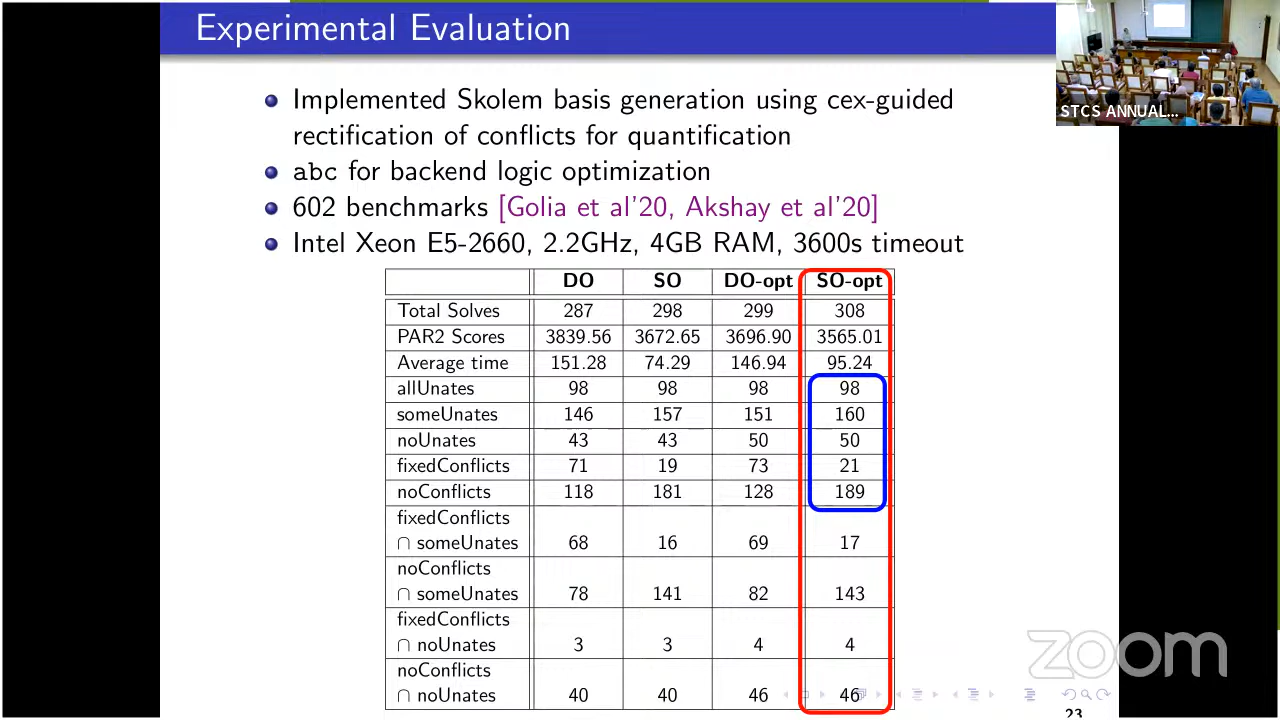 Experimental Evaluation
STCS ANNUAL...
Implemented Skolem basis generation using cex-guided
rectification of conflicts for quantification
abc for backend logic optimization
602 benchmarks [Golia et al'20, Akshay et al'20]
Intel Xeon E5-2660, 2.2GHz, 4GB RAM, 3600s timeout
DO SO DO-opt SO-opt
Total Solves 287 298 299 308
PAR2 Scores 3839.56 3672.65 3696.90 3565.01
Average time 151.28 74.29 146.94 95.24
allUnates 98 98 98 98
someUnates 146 157 151 160
noUnates 43 43 50 50
fixedConflicts 71 19 73 21
noConflicts 118 181 128 189
fixedConflicts
∩ someUnates 68 16 69 17
noConflicts
∩ someUnates 78 141 82 143
fixedConflicts
∩ noUnates 3 3 4 4
noConflicts
∩ noUnates 40 40 46 46
zoom
23